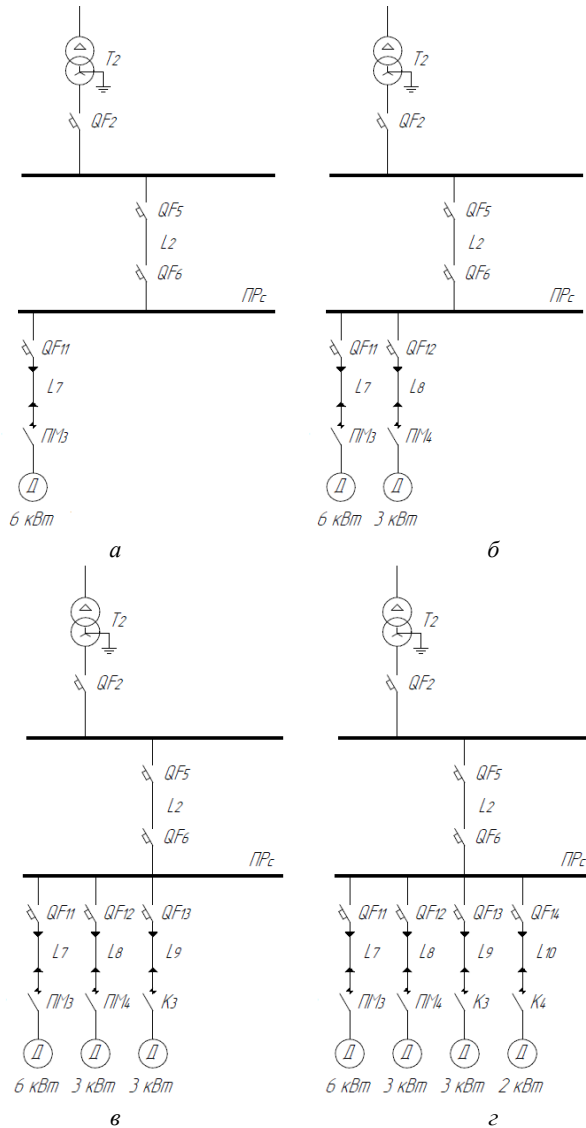 T2 T2
QF2 QF2
QF5 QF5
L2 L2
QF6 QF6
ПРс ПРс
QF11 QF11 QF12
L7 L7 L8
ПМ3 ПМ3 ПМ4
Д Д Д
6 кВт 6 кВт 3 кВт
а б
T2 T2
QF2 QF2
QF5 QF5
L2 L2
QF6 QF6
ПРс ПРс
QF11 QF12 QF13 QF11 QF12 QF13 QF14
L7 L8 L9 L7 L8 L9 L10
ПМ3 ПМ4 К3 ПМ3 ПМ4 К3 К4
Д Д Д Д Д Д Д
6 кВт 3 кВт 3 кВт 6 кВт 3 кВт 3 кВт 2 кВт
в г